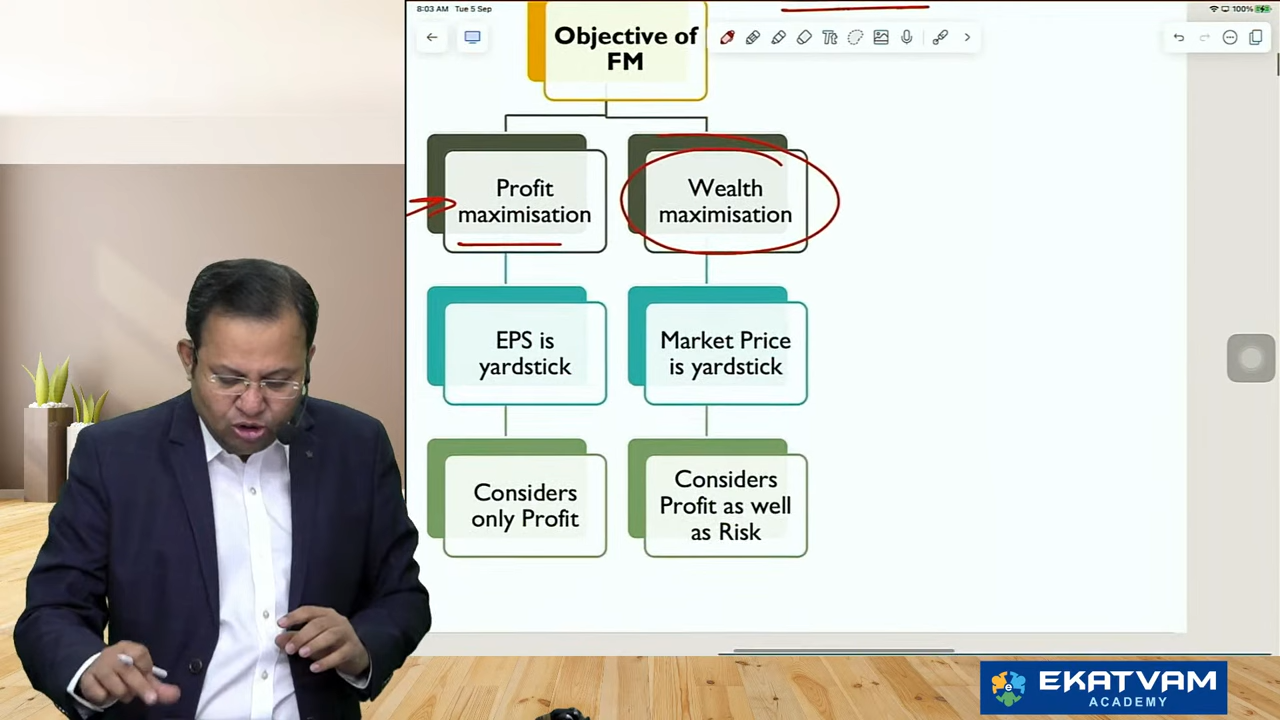 8:03 AM Tue 5 Sep
100%
Objective of
FM
Profit
maximisation
Wealth
maximisation
EPS is
yardstick
Market Price
is yardstick
Considers
only Profit
Considers
Profit as well
as Risk
EKATVAM
ACADEMY